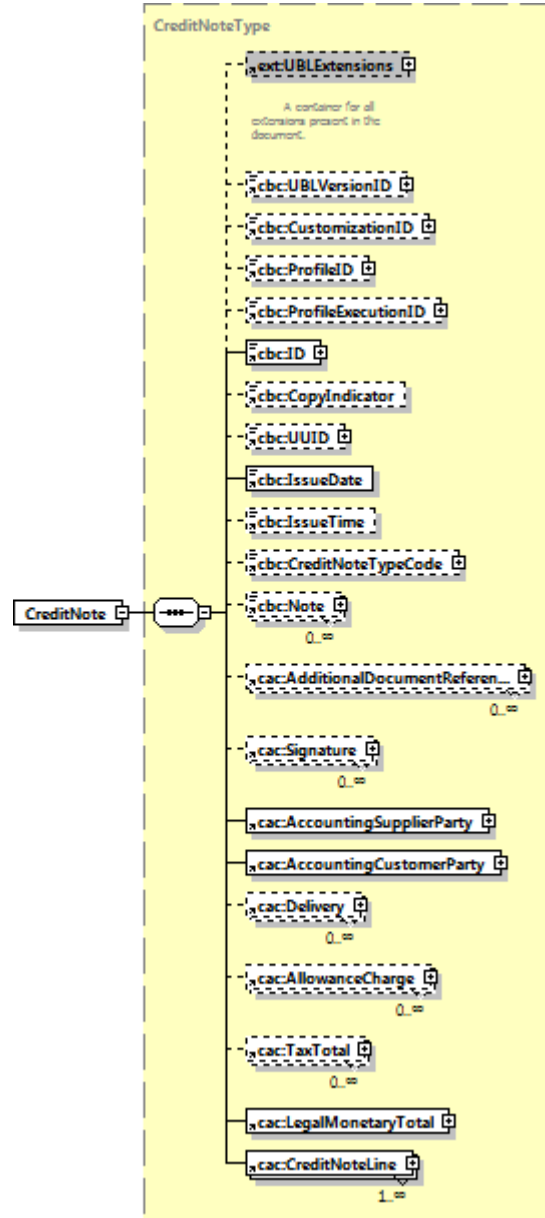 CreditNoteType
ext:UBLExtensions
A container for all
extensions present in the
document.
cbc:UBLVersionID
cbc:CustomizationID
cbc:ProfileID
cbc:ProfileExecutionID
cbc:ID
cbc:CopyIndicator
cbc:UUID
cbc:IssueDate
cbc:IssueTime
cbc:CreditNoteTypeCode
CreditNote
cbc:Note
0..∞
cac:AdditionalDocumentReferen...
0..∞
cac:Signature
0..∞
cac:AccountingSupplierParty
cac:AccountingCustomerParty
cac:Delivery
0..∞
cac:AllowanceCharge
0..∞
cac:TaxTotal
0..∞
cac:LegalMonetaryTotal
cac:CreditNoteLine
1..∞